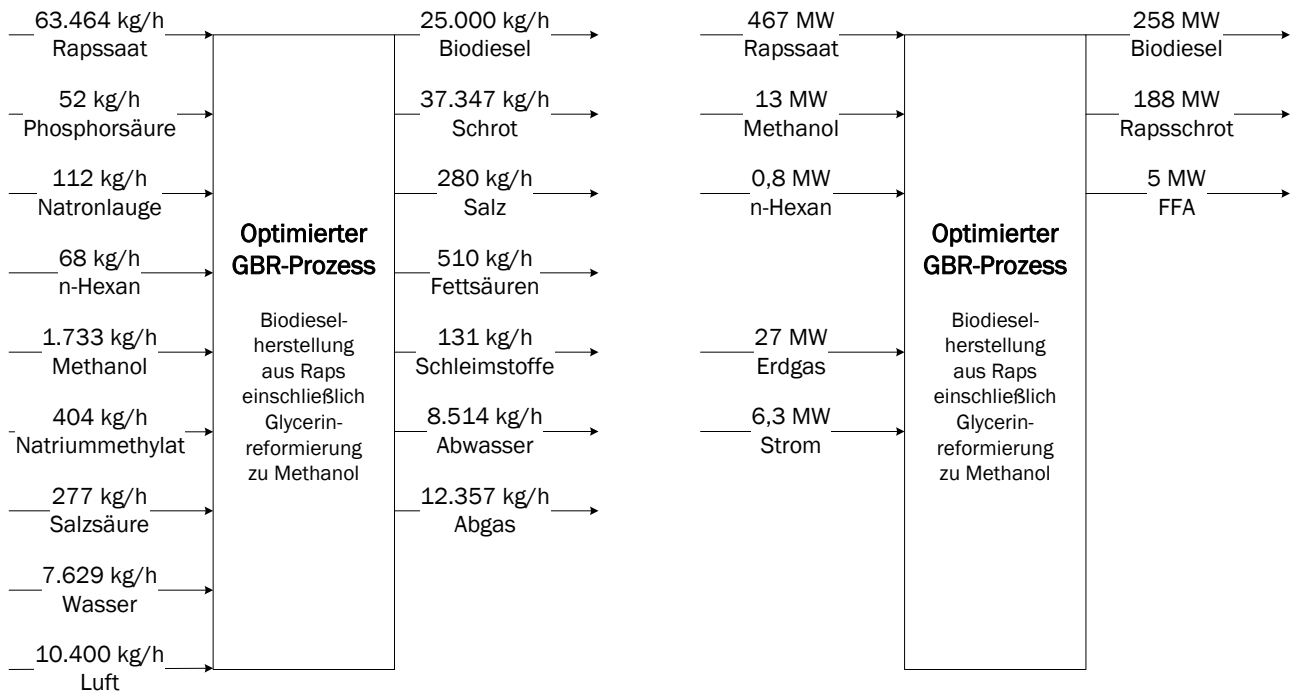 63.464 kg/h
Rapssaat
52 kg/h
Phosphorsäure
112 kg/h
Natronlauge
68 kg/h
n-Hexan
1.733 kg/h
Methanol
404 kg/h
Natriummethylat
277 kg/h
Salzsäure
7.629 kg/h
Wasser
10.400 kg/h
Luft
Optimierter
GBR-Prozess
Biodiesel-
herstellung
aus Raps
einschließlich
Glycerin-
reformierung
zu Methanol
25.000 kg/h
Biodiesel
37.347 kg/h
Schrot
280 kg/h
Salz
510 kg/h
Fettsäuren
131 kg/h
Schleimstoffe
8.514 kg/h
Abwasser
12.357 kg/h
Abgas
467 MW
Rapssaat
13 MW
Methanol
0,8 MW
n-Hexan
27 MW
Erdgas
6,3 MW
Strom
Optimierter
GBR-Prozess
Biodiesel-
herstellung
aus Raps
einschließlich
Glycerin-
reformierung
zu Methanol
258 MW
Biodiesel
188 MW
Rapsschrot
5 MW
FFA